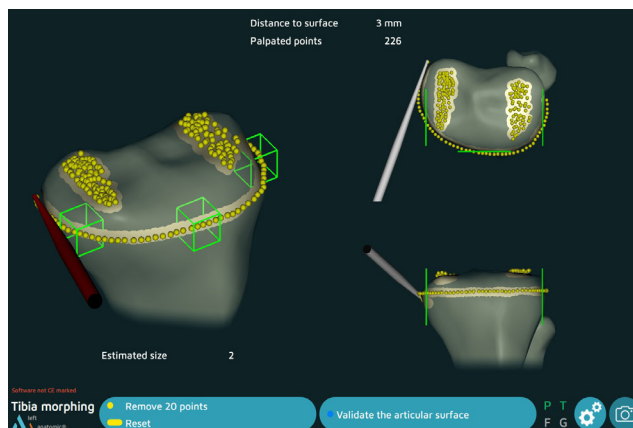 Distance to surface 3 mm
Palpated points 226
Estimated size 2
Software not CE marked
Tibia morphing
left
anatomic®
Remove 20 points
Reset
Validate the articular surface
P T
F G